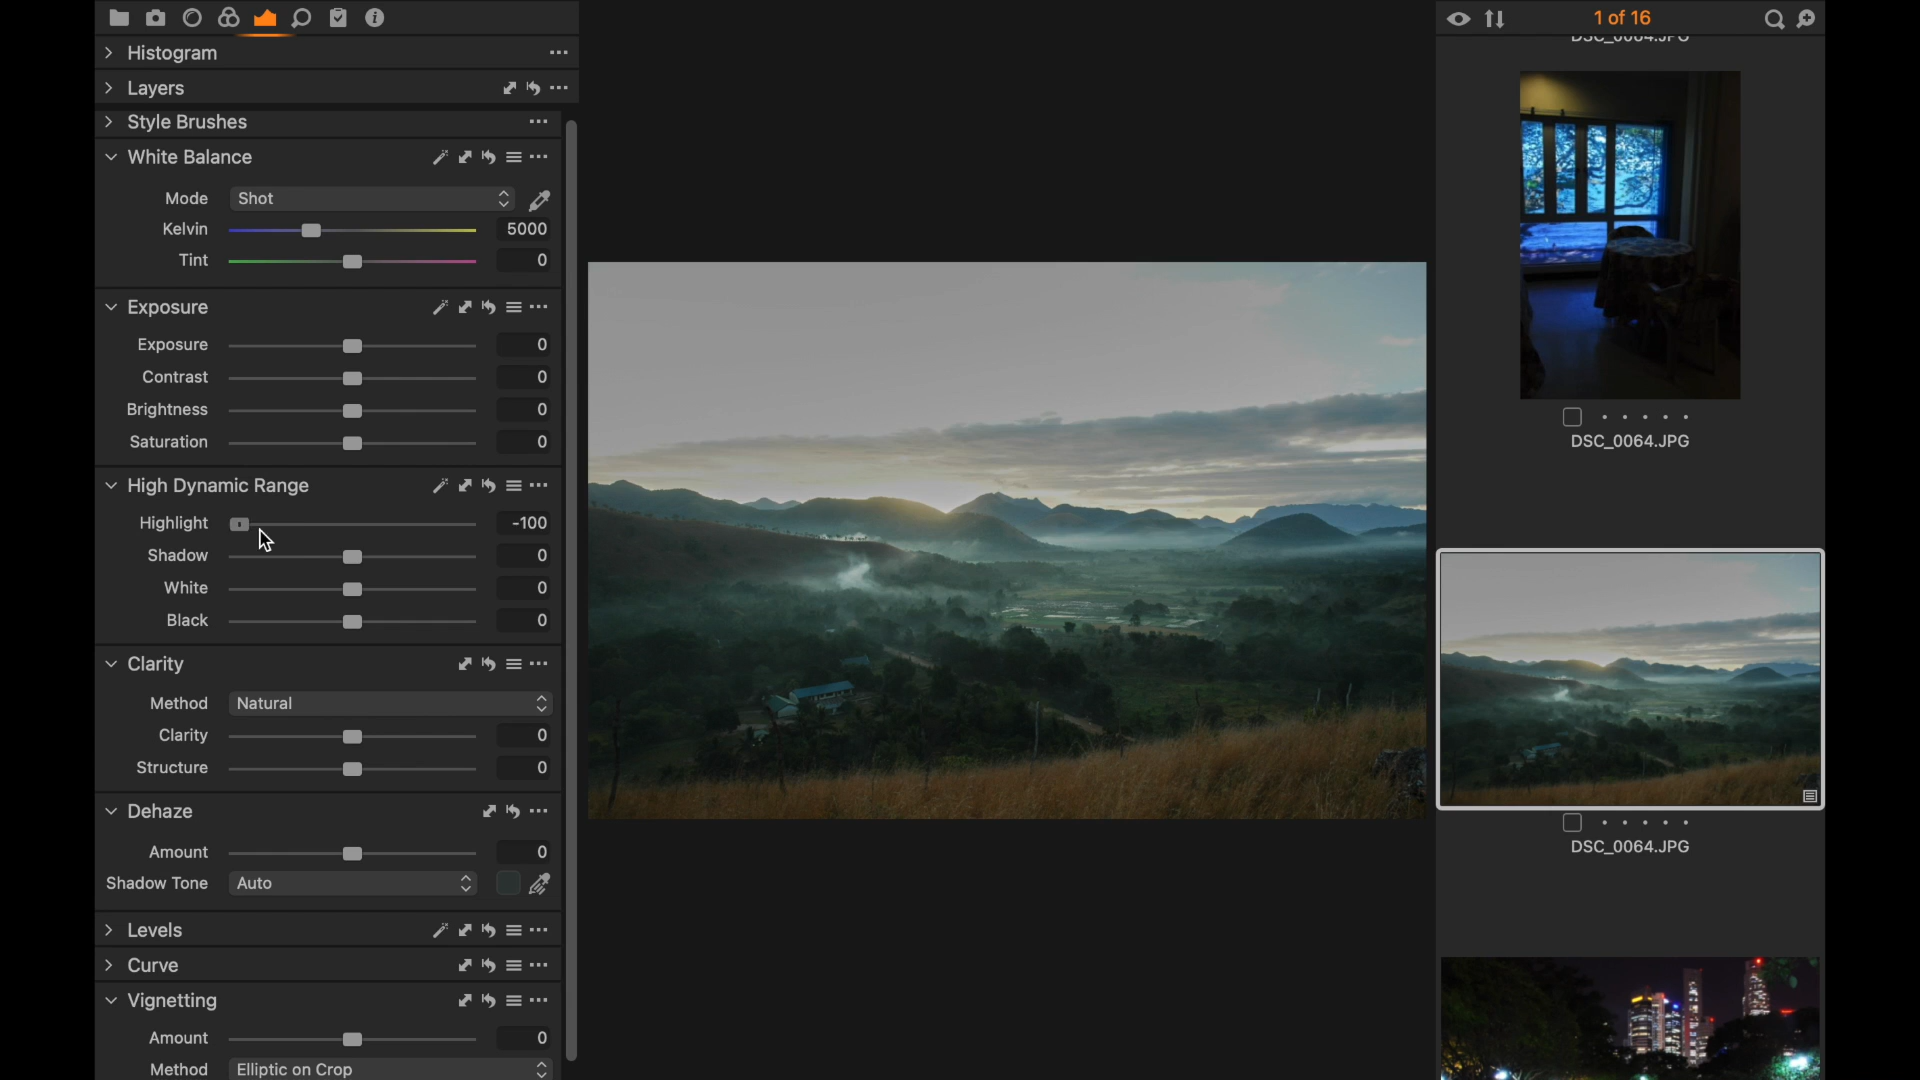 1 of 16
Histogram
Layers
Style Brushes
White Balance
Mode Shot
Kelvin 5000
Tint 0
Exposure
Exposure 0
Contrast 0
Brightness 0
Saturation 0
High Dynamic Range
Highlight -100
Shadow 0
White 0
Black 0
Clarity
Method Natural
Clarity 0
Structure 0
Dehaze
Amount 0
Shadow Tone Auto
Levels
Curve
Vignetting
Amount 0
Method Elliptic on Crop
DSC_0064.JPG
DSC_0064.JPG
DSC_0064.JPG